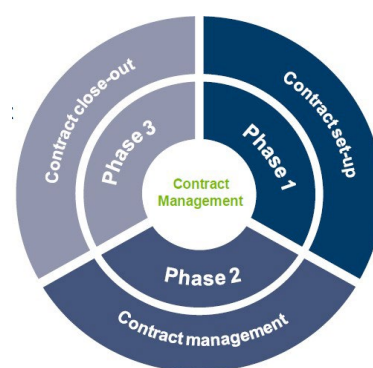 Contract
Management
Phase 1
Contract set-up
Phase 2
Contract management
Phase 3
Contract close-out